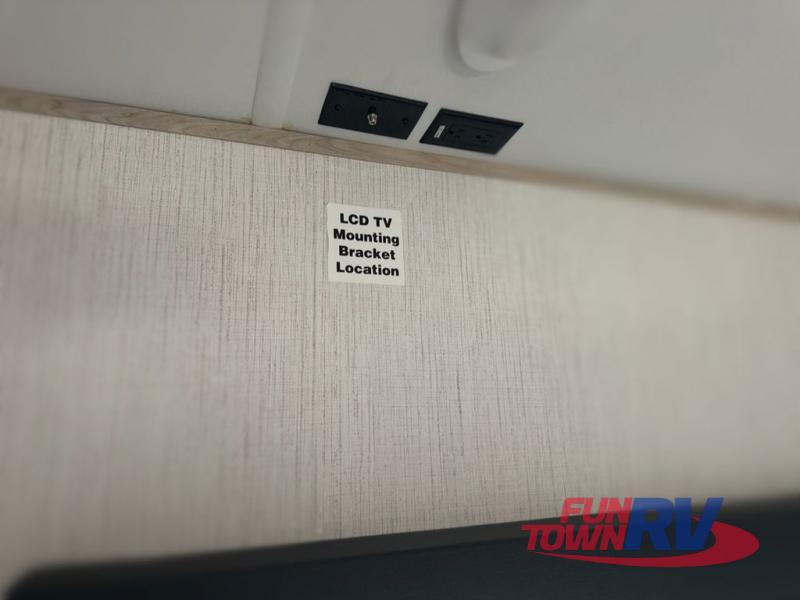 LCD TV
Mounting
Bracket
Location
FUN
TOWN RV